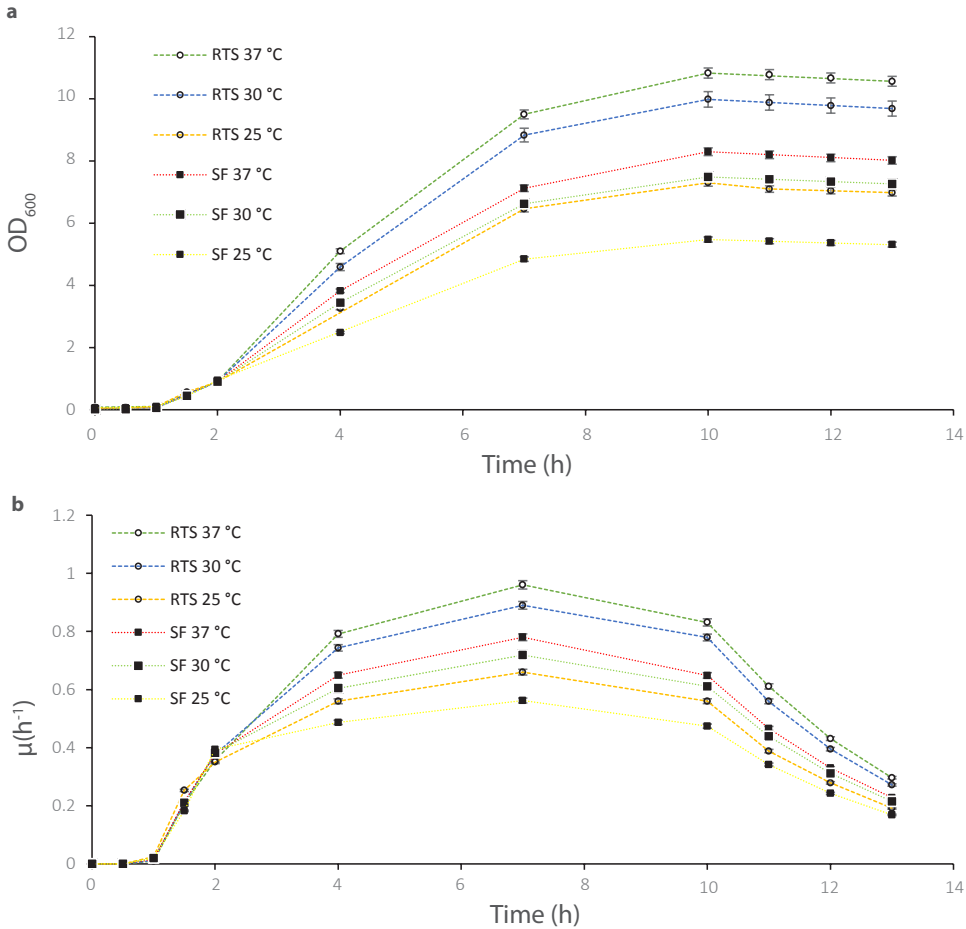 a
12
RTS 37 °C
10
RTS 30 °C
RTS 25 °C
8
SF 37 °C
OD600
6
SF 30 °C
SF 25 °C
4
2
0
0 2 4 6 8 10 12 14
Time (h)
b
1.2
RTS 37 °C
RTS 30 °C
1
RTS 25 °C
0.8
SF 37 °C
SF 30 °C
0.6
SF 25 °C
µ(h-1)
0.4
0.2
0
0 2 4 6 8 10 12 14
Time (h)